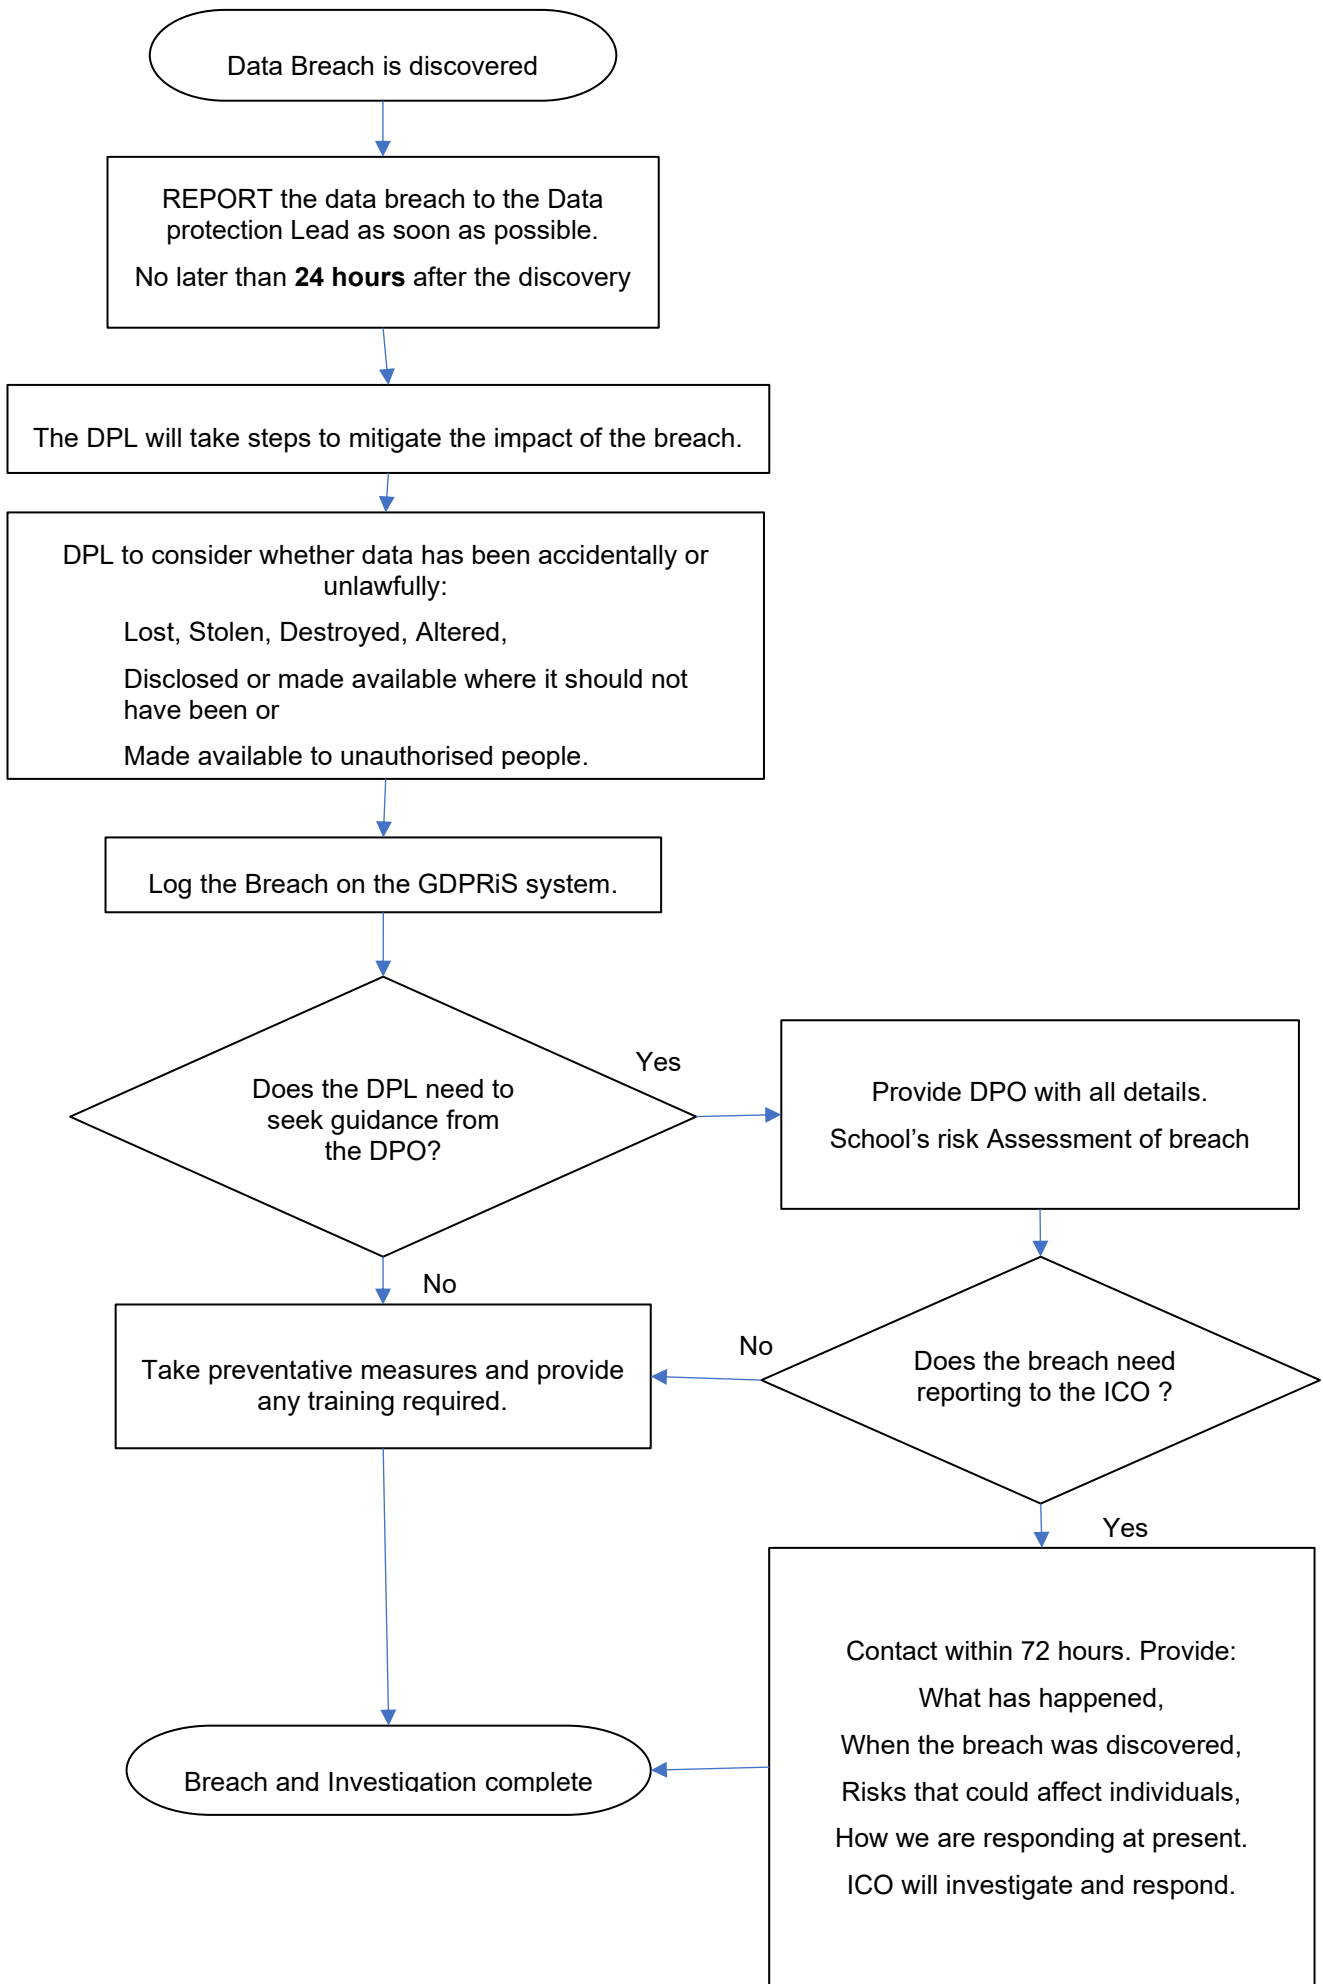 Data Breach is discovered
REPORT the data breach to the Data
protection Lead as soon as possible.
No later than 24 hours after the discovery
The DPL will take steps to mitigate the impact of the breach.
DPL to consider whether data has been accidentally or
unlawfully:
Lost, Stolen, Destroyed, Altered,
Disclosed or made available where it should not
have been or
Made available to unauthorised people.
Log the Breach on the GDPRiS system.
Does the DPL need to
seek guidance from
the DPO?
Yes
Provide DPO with all details.
School’s risk Assessment of breach
No
Take preventative measures and provide
any training required.
No
Does the breach need
reporting to the ICO ?
Yes
Contact within 72 hours. Provide:
What has happened,
When the breach was discovered,
Risks that could affect individuals,
How we are responding at present.
ICO will investigate and respond.
Breach and Investigation complete